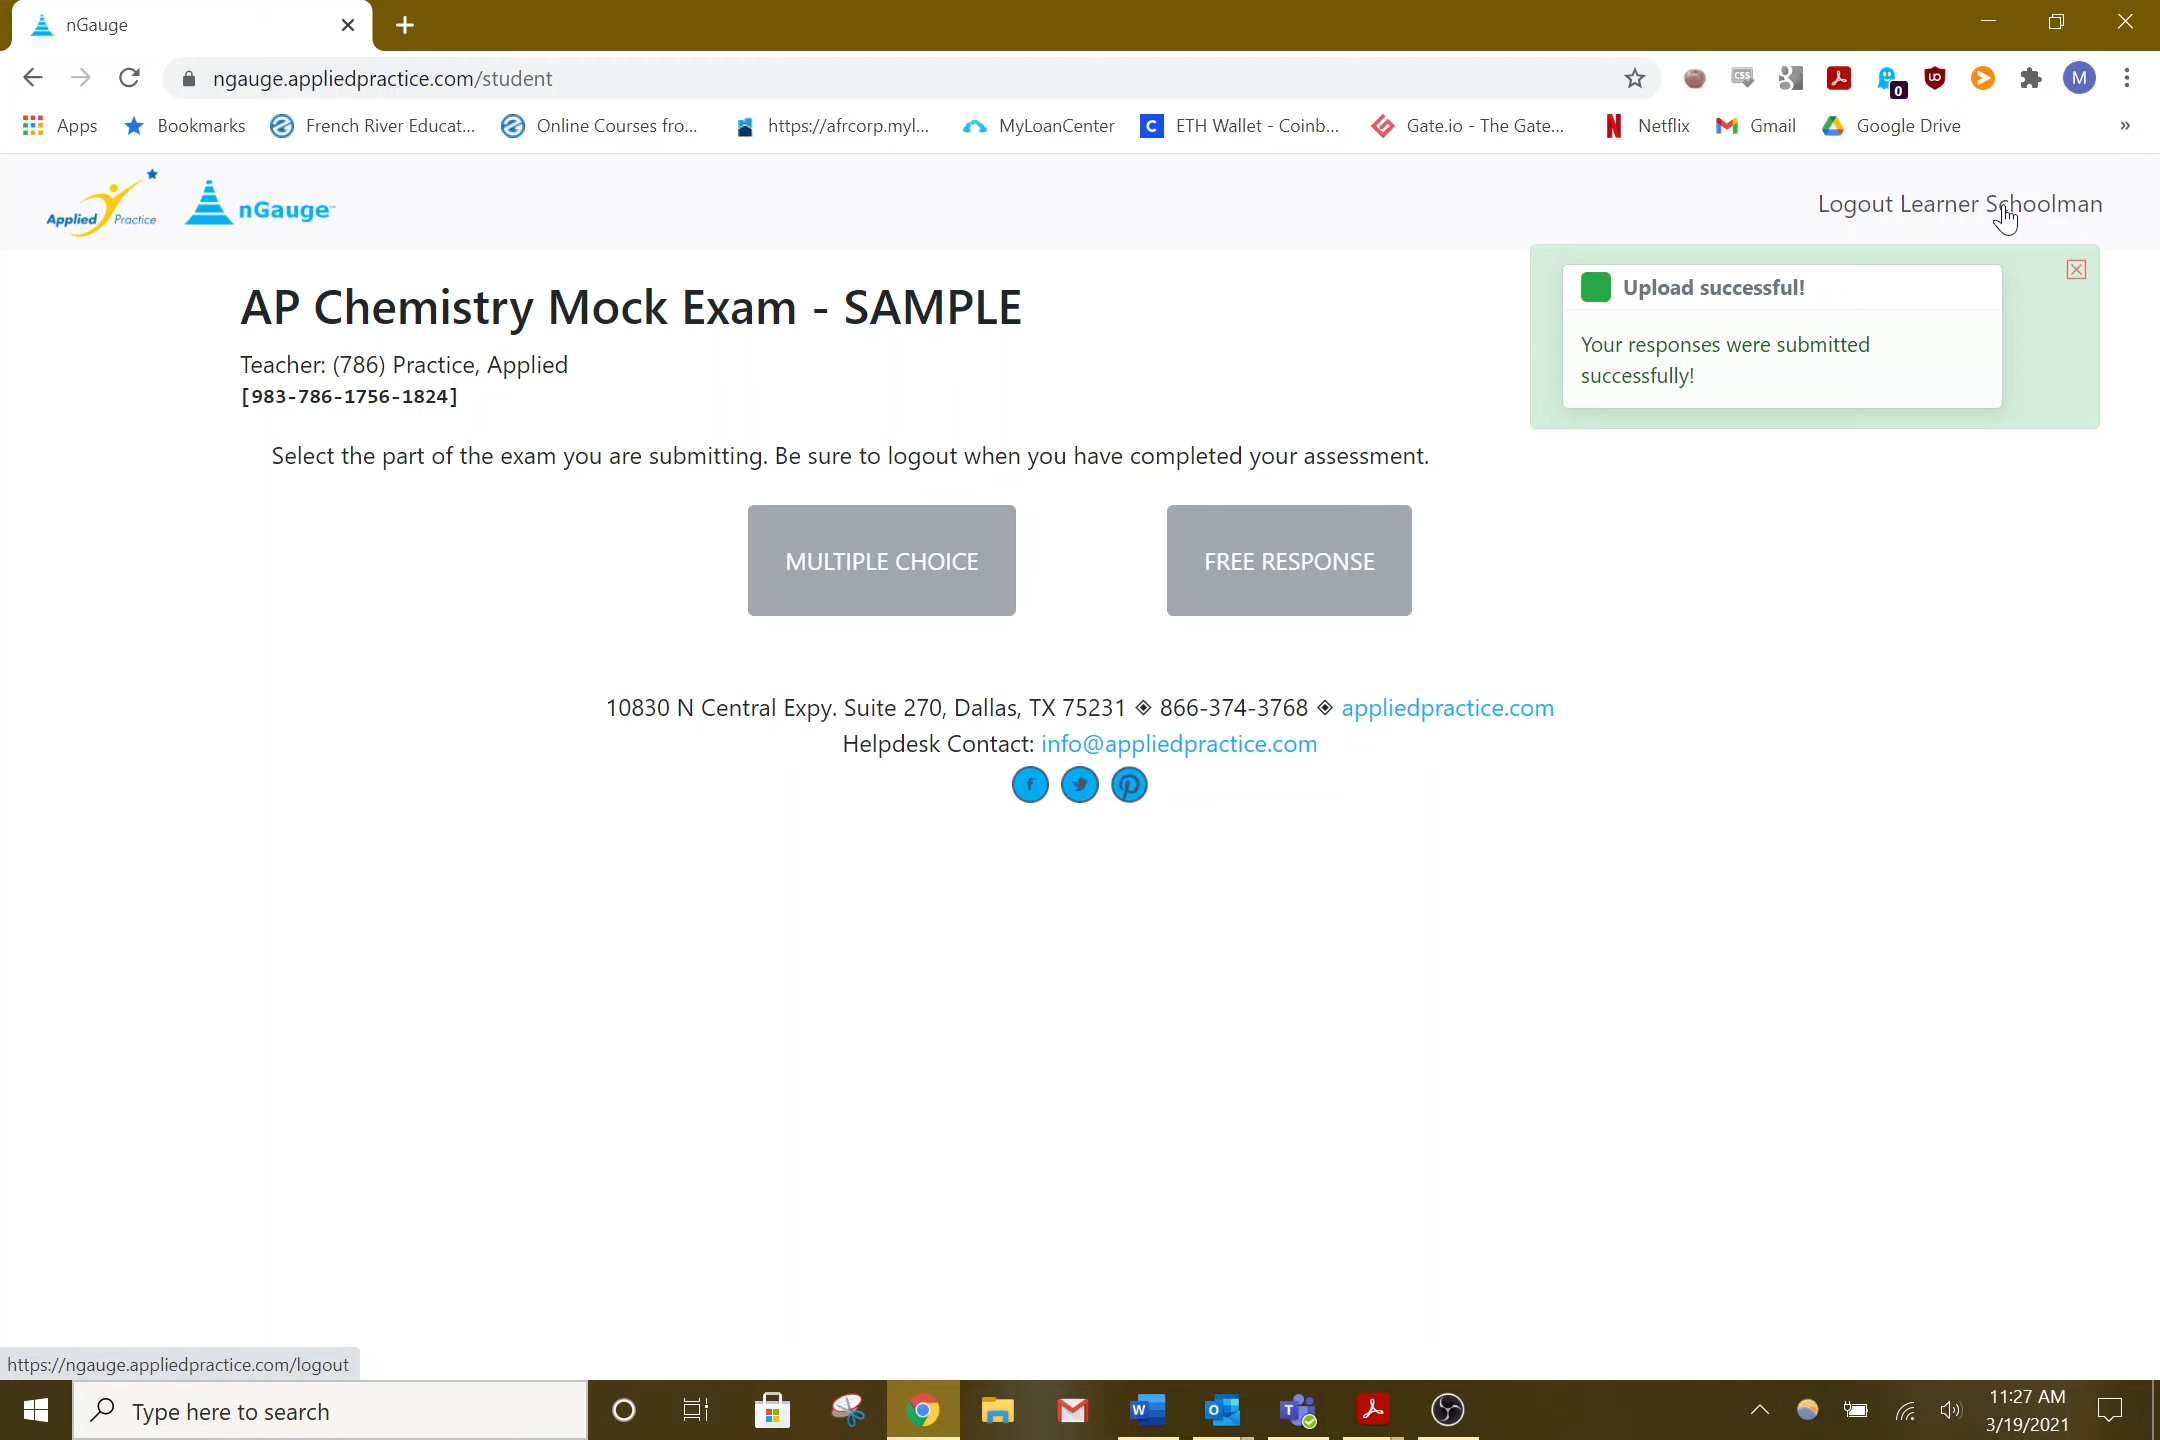 nGauge
ngauge.appliedpractice.com/student
CSS
0
M
Apps
Bookmarks
French River Educat...
Online Courses fro...
https://afrcorp.myl...
MyLoanCenter
C
ETH Wallet - Coinb...
Gate.io - The Gate...
Netflix
Gmail
Google Drive
»
Applied Practice
nGauge
Logout Learner Schoolman
AP Chemistry Mock Exam - SAMPLE
Upload successful!
Your responses were submitted
successfully!
Teacher: (786) Practice, Applied
[983-786-1756-1824]
Select the part of the exam you are submitting. Be sure to logout when you have completed your assessment.
MULTIPLE CHOICE
FREE RESPONSE
10830 N Central Expy. Suite 270, Dallas, TX 75231 ◈ 866-374-3768 ◈ appliedpractice.com
Helpdesk Contact: info@appliedpractice.com
https://ngauge.appliedpractice.com/logout
Type here to search
11:27 AM
3/19/2021